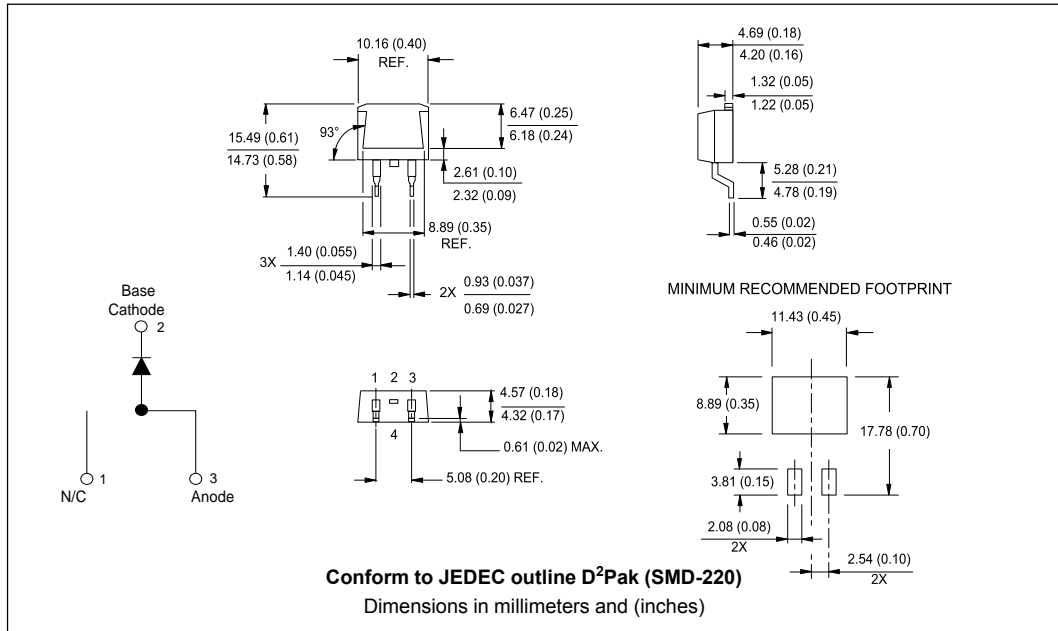 10.16 (0.40)
REF.
4.69 (0.18)
4.20 (0.16)
1.32 (0.05)
1.22 (0.05)
15.49 (0.61)
14.73 (0.58)
93°
6.47 (0.25)
6.18 (0.24)
2.61 (0.10)
2.32 (0.09)
5.28 (0.21)
4.78 (0.19)
8.89 (0.35)
REF.
0.55 (0.02)
0.46 (0.02)
3X
1.40 (0.055)
1.14 (0.045)
2X
0.93 (0.037)
0.69 (0.027)
MINIMUM RECOMMENDED FOOTPRINT
11.43 (0.45)
8.89 (0.35)
17.78 (0.70)
3.81 (0.15)
2.08 (0.08)
2X
2.54 (0.10)
2X
Base
Cathode
2
1
N/C
3
Anode
1 2 3
4
4.57 (0.18)
4.32 (0.17)
0.61 (0.02) MAX.
5.08 (0.20) REF.
Conform to JEDEC outline D²Pak (SMD-220)
Dimensions in millimeters and (inches)